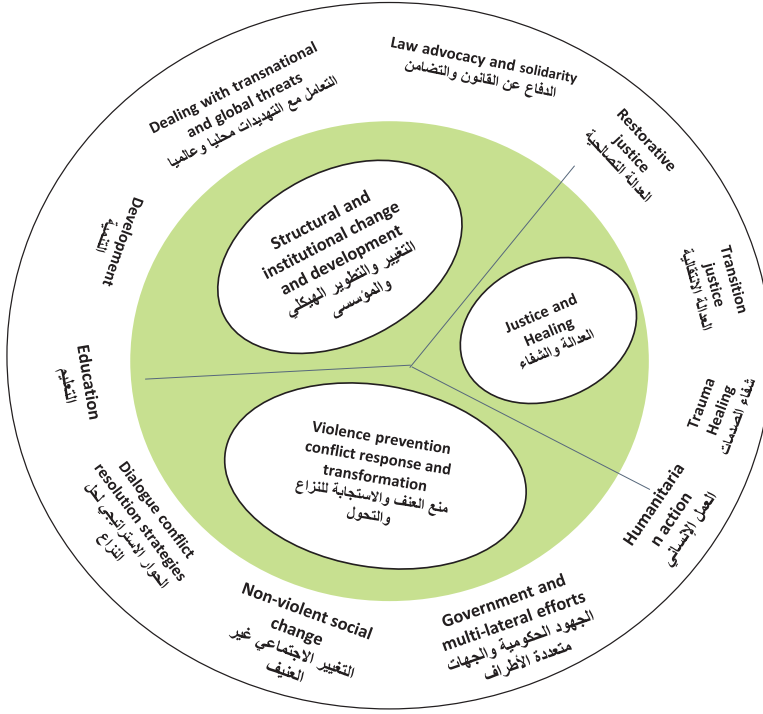 Law advocacy and solidarity
الدفاع عن القانون والتضامن
Restorative
justice
العدالة التصالحية
Transition
justice
العدالة الانتقالية
Trauma
Healing
شفاء الصدمات
Humanitaria
n action
العمل الإنساني
Government and
multi-lateral efforts
الجهود الحكومية والجهات
متعددة الأطراف
Non-violent social
change
التغيير الاجتماعي غير
العنيف
Dialogue conflict
resolution strategies
الحوار الاستراتيجي لحل
النزاع
Education
التعليم
Development
التنمية
Dealing with transnational
and global threats
التعامل مع التهديدات محليا وعالميا
Structural and
institutional change
and development
التغيير والتطوير الهيكلي
والمؤسسى
Justice and
Healing
العدالة والشفاء
Violence prevention
conflict response and
transformation
منع العنف والاستجابة للنزاع
والتحول